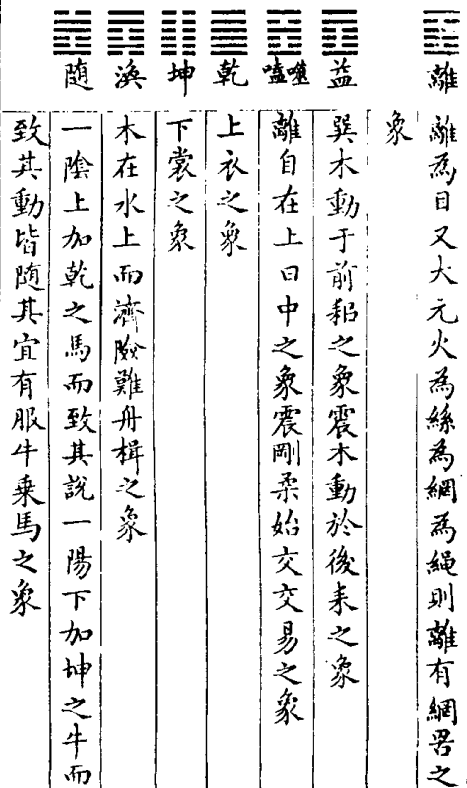 離
離為目又大元火為絲為網為繩則離有網罟之
象
益
巽木動于前耜之象震木動於後耒之象
噬嗑
離自在上日中之象震剛柔始交交易之象
乾
上衣之象
坤
下裳之象
渙
木在水上而濟險難舟楫之象
随
一陰上加乾之馬而致其說一陽下加坤之牛而
致其動皆随其宜有服牛乗馬之象